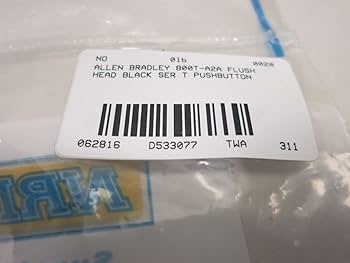 NO 01b 0020
ALLEN BRADLEY 800T-A2A FLUSH
HEAD BLACK SER T PUSHBUTTON
062816 D533077 TWA 311